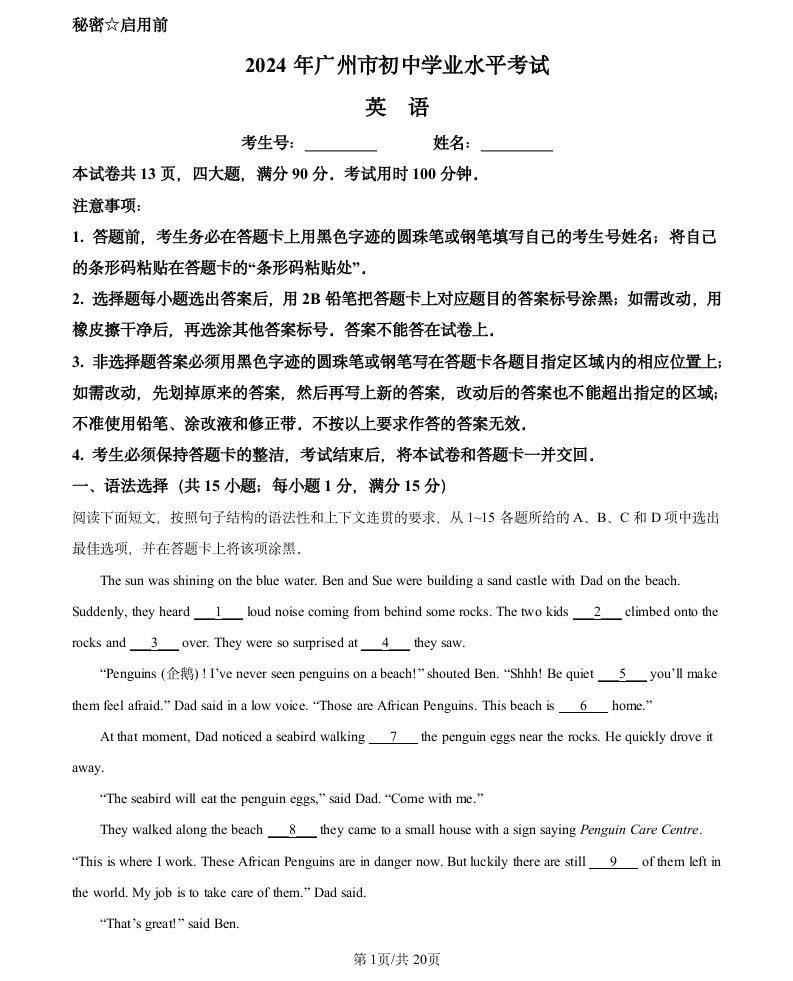 秘密☆启用前
2024 年广州市初中学业水平考试
英 语
考生号：_________ 姓名：_________
本试卷共 13 页，四大题，满分 90 分．考试用时 100 分钟．
注意事项：
1. 答题前，考生务必在答题卡上用黑色字迹的圆珠笔或钢笔填写自己的考生号姓名；将自己
的条形码粘贴在答题卡的“条形码粘贴处”．
2. 选择题每小题选出答案后，用 2B 铅笔把答题卡上对应题目的答案标号涂黑；如需改动，用
橡皮擦干净后，再选涂其他答案标号．答案不能答在试卷上．
3. 非选择题答案必须用黑色字迹的圆珠笔或钢笔写在答题卡各题目指定区域内的相应位置上；
如需改动，先划掉原来的答案，然后再写上新的答案，改动后的答案也不能超出指定的区域；
不准使用铅笔、涂改液和修正带．不按以上要求作答的答案无效．
4. 考生必须保持答题卡的整洁，考试结束后，将本试卷和答题卡一并交回．
一、语法选择（共 15 小题；每小题 1 分，满分 15 分）
阅读下面短文，按照句子结构的语法性和上下文连贯的要求，从 1~15 各题所给的 A、B、C 和 D 项中选出
最佳选项，并在答题卡上将该项涂黑．
The sun was shining on the blue water. Ben and Sue were building a sand castle with Dad on the beach.
Suddenly, they heard ___1___ loud noise coming from behind some rocks. The two kids ___2___ climbed onto the
rocks and ___3___ over. They were so surprised at ___4___ they saw.
“Penguins (企鹅) ! I’ve never seen penguins on a beach!” shouted Ben. “Shhh! Be quiet ___5___ you’ll make
them feel afraid.” Dad said in a low voice. “Those are African Penguins. This beach is ___6___ home.”
At that moment, Dad noticed a seabird walking ___7___ the penguin eggs near the rocks. He quickly drove it
away.
“The seabird will eat the penguin eggs,” said Dad. “Come with me.”
They walked along the beach ___8___ they came to a small house with a sign saying Penguin Care Centre.
“This is where I work. These African Penguins are in danger now. But luckily there are still ___9___ of them left in
the world. My job is to take care of them.” Dad said.
“That’s great!” said Ben.
第 1页/共 20页